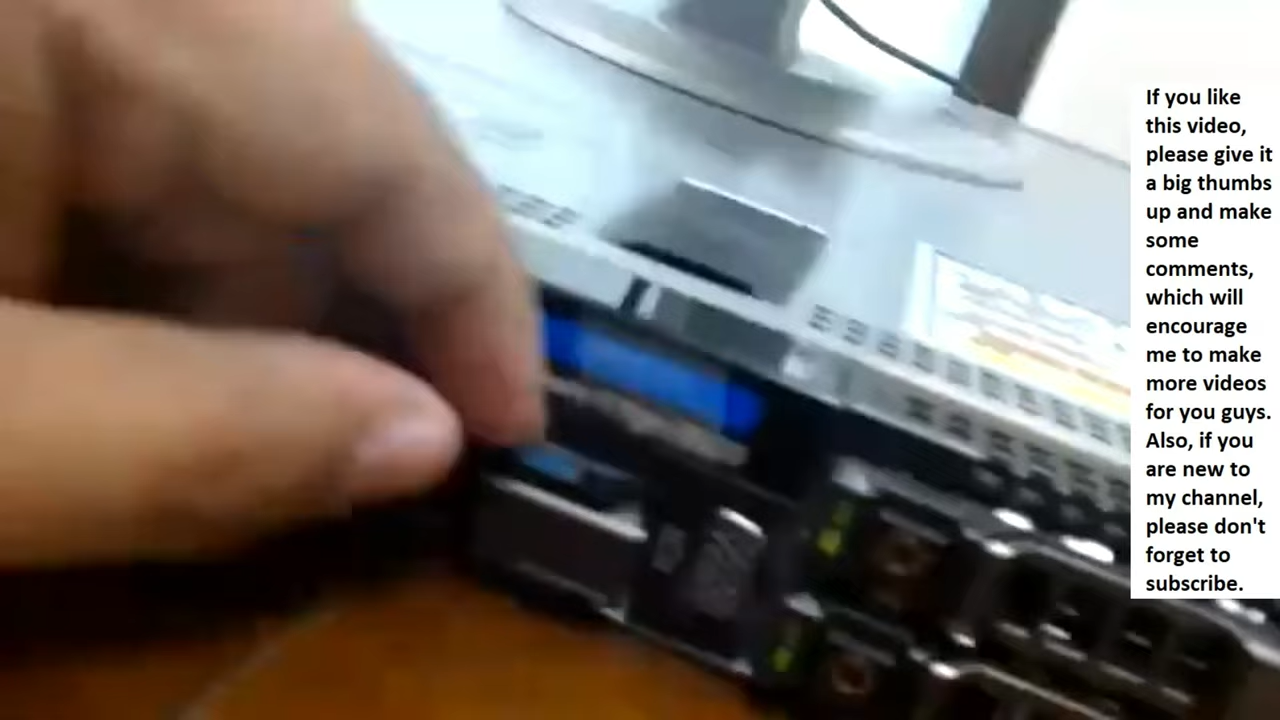 If you like
this video,
please give it
a big thumbs
up and make
some
comments,
which will
encourage
me to make
more videos
for you guys.
Also, if you
are new to
my channel,
please don't
forget to
subscribe.